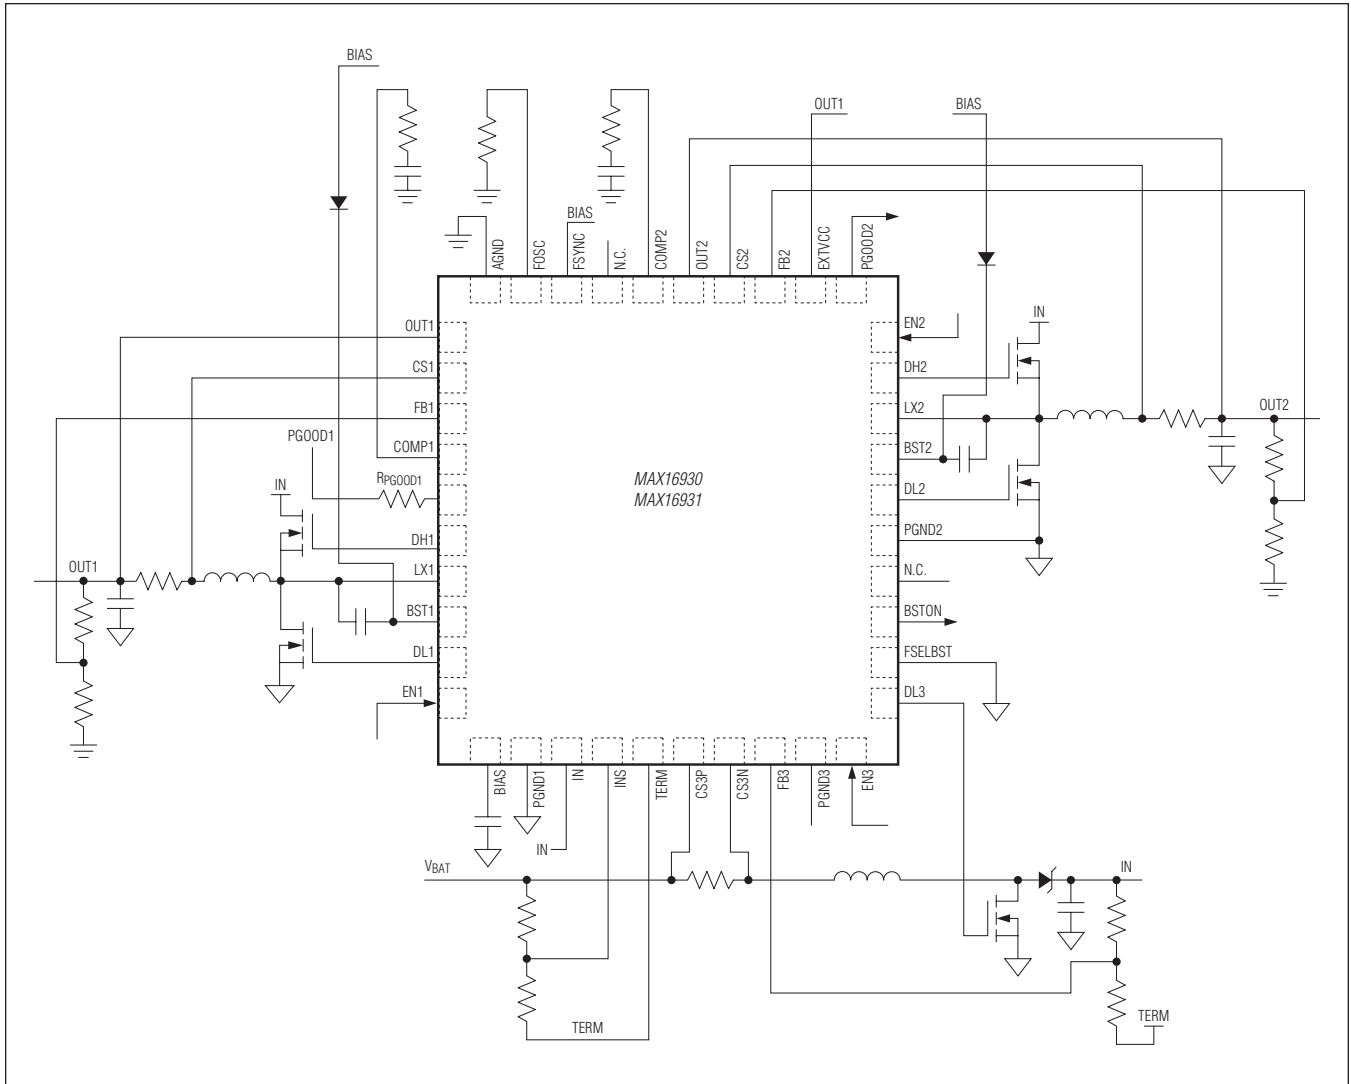 BIAS
OUT1
BIAS
AGND
FOSC
FSYNC
BIAS
N.C.
COMP2
OUT2
CS2
FB2
EXTVCC
PGOOD2
OUT1
CS1
FB1
COMP1
PGOOD1
RPGOOD1
IN
DH1
OUT1
LX1
BST1
DL1
EN1
MAX16930
MAX16931
EN2
IN
DH2
LX2
OUT2
BST2
DL2
PGND2
N.C.
BSTON
FSELBST
DL3
BIAS
PGND1
IN
INS
TERM
CS3P
CS3N
FB3
PGND3
EN3
IN
VBAT
IN
TERM
TERM